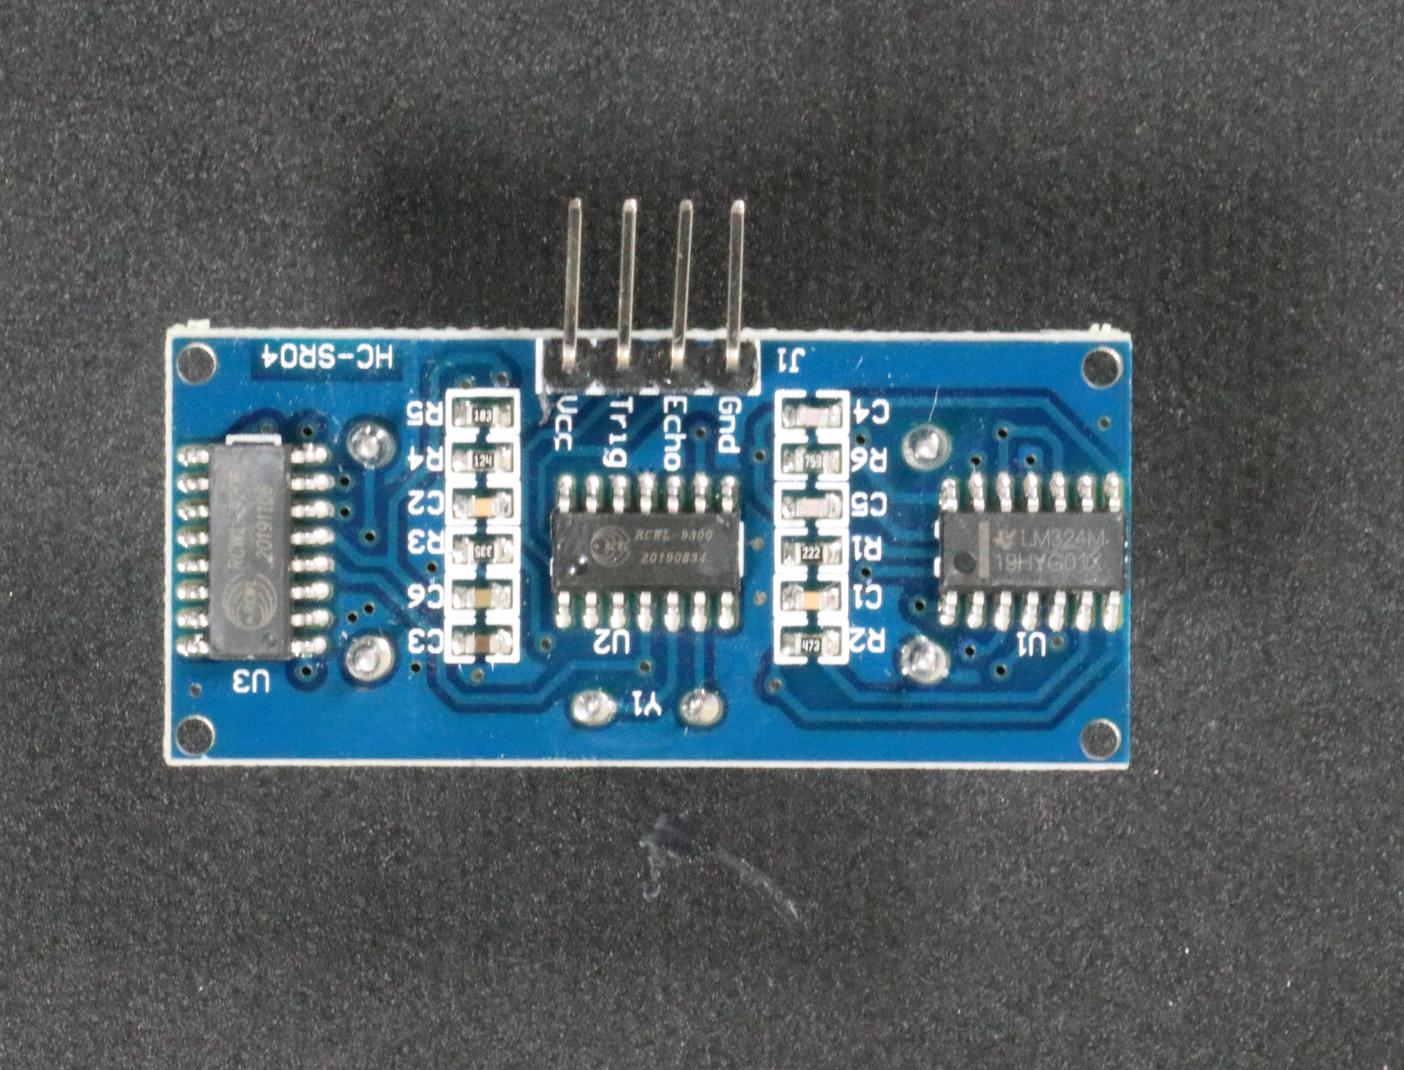 HC-SR04
J1
Vcc
Trig
Echo
Gnd
R5
103
R4
124
C2
R3
335
C6
C3
C4
R6
753
C5
R1
222
C1
R2
473
RCWL 9300
20190834
U2
LM324M
U1
20191116
U3
Y1